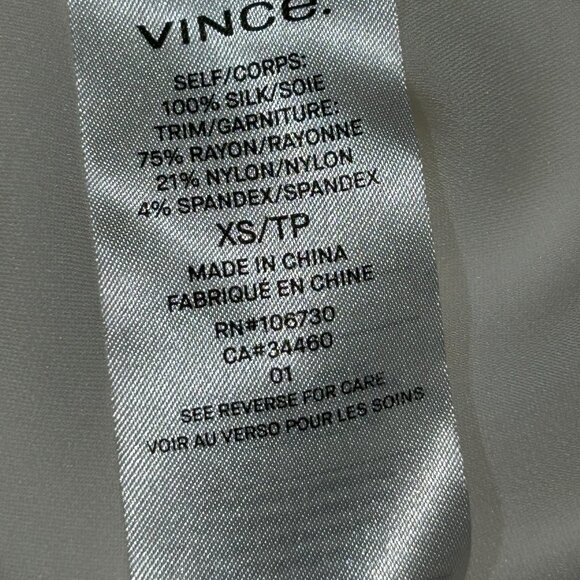 VINCE.
SELF/CORPS:
100% SILK/SOIE
TRIM/GARNITURE:
75% RAYON/RAYONNE
21% NYLON/NYLON
4% SPANDEX/SPANDEX
XS/TP
MADE IN CHINA
FABRIQUE EN CHINE
RN#106730
CA#34460
01
SEE REVERSE FOR CARE
VOIR AU VERSO POUR LES SOINS